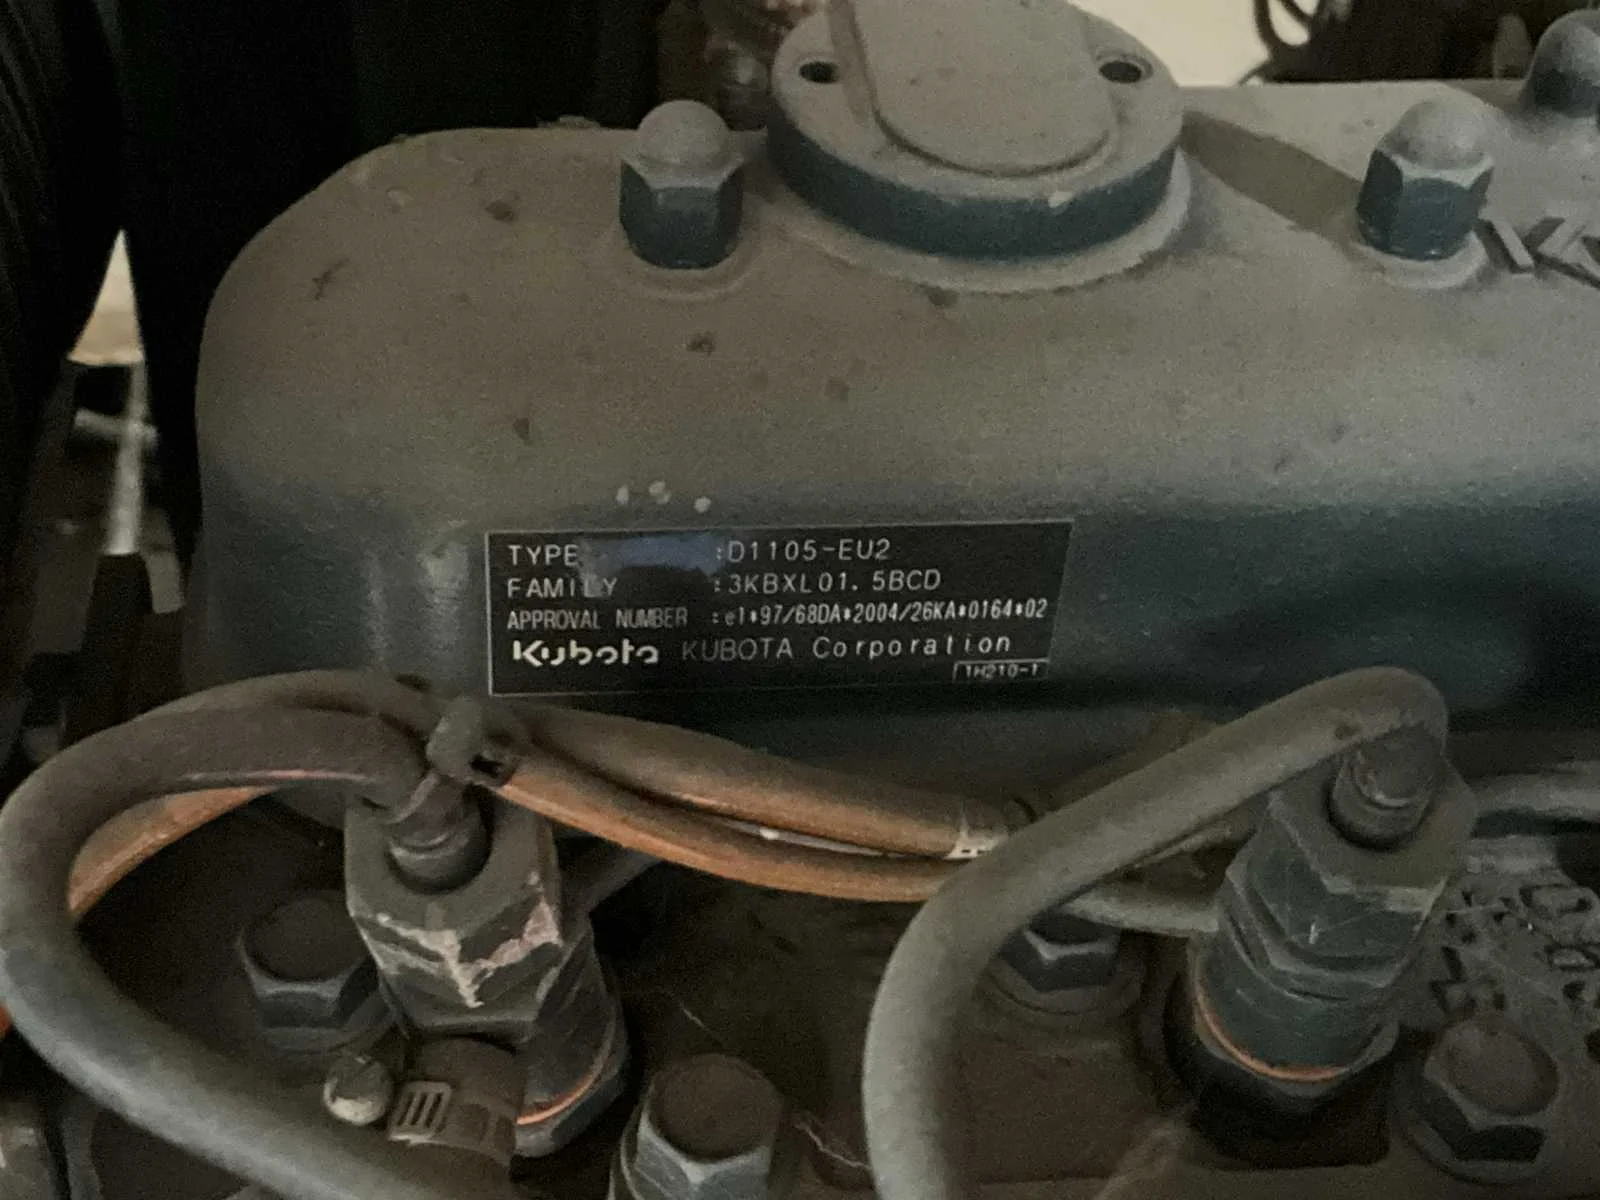 TYPE :D1105-EU2
FAMILY :3KBXL01.5BCD
APPROVAL NUMBER :e1*97/68DA*2004/26KA*0164*02
Kubota KUBOTA Corporation
1H210-1